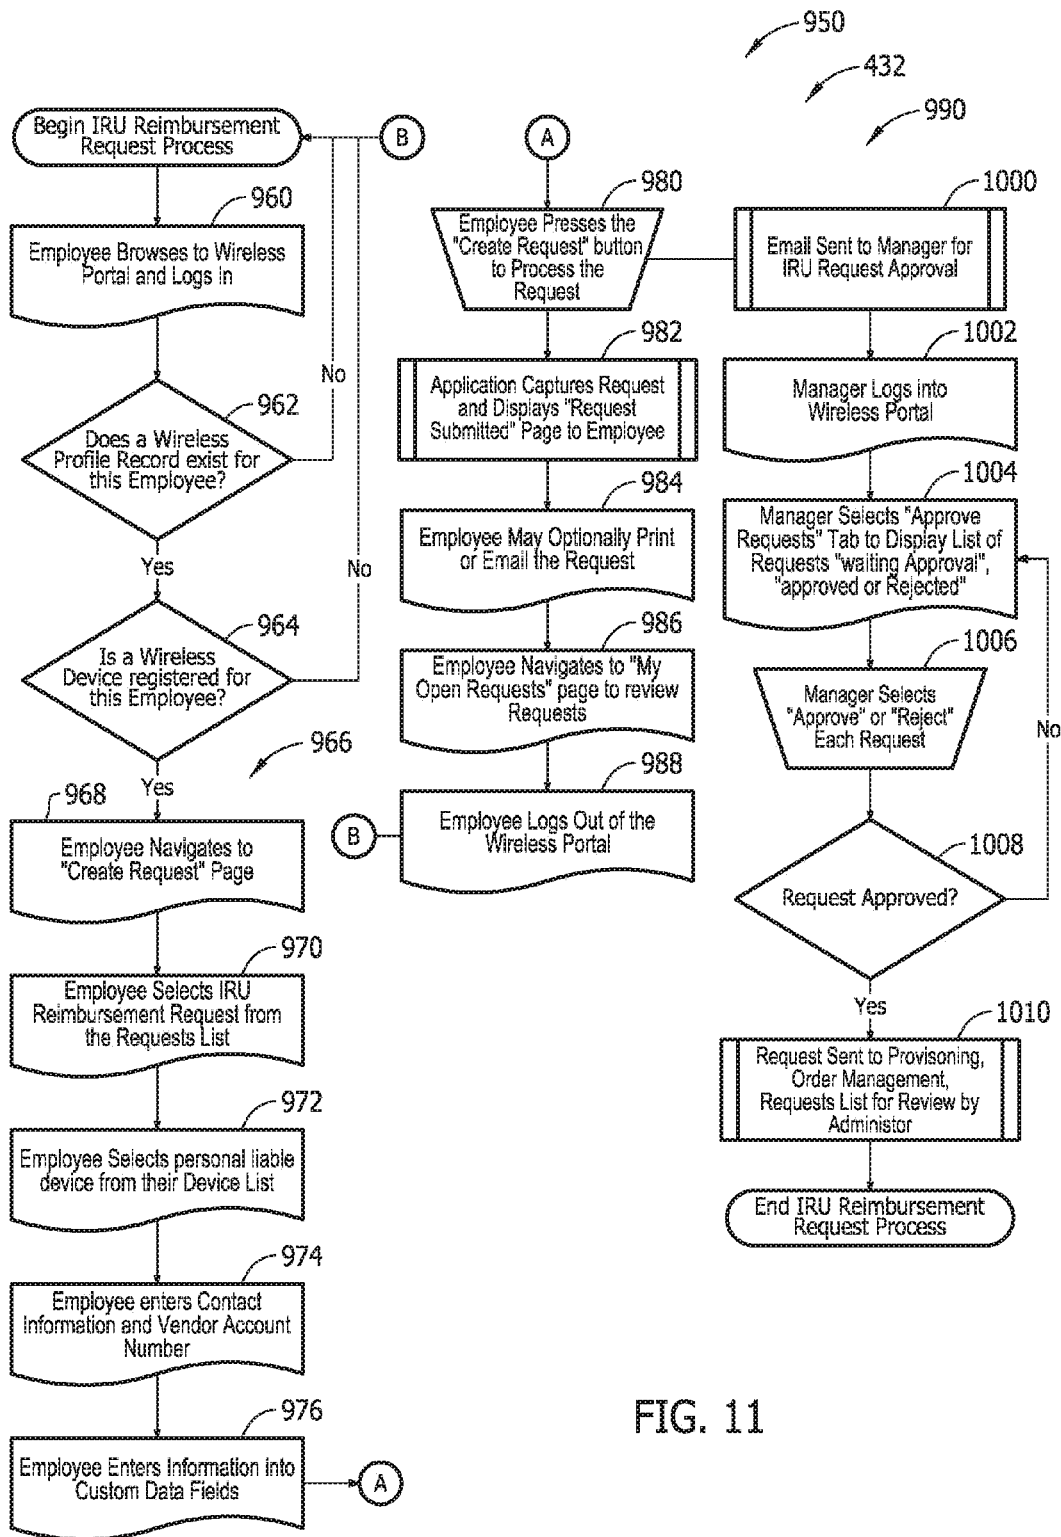 950
432
990
Begin IRU Reimbursement
Request Process
B
960
Employee Browses to Wireless
Portal and Logs In
No
962
Does a Wireless
Profile Record exist for
this Employee?
Yes
No
964
Is a Wireless
Device registered for
this Employee?
966
Yes
968
Employee Navigates to
"Create Request" Page
970
Employee Selects IRU
Reimbursement Request from
the Requests List
972
Employee Selects personal liable
device from their Device List
974
Employee enters Contact
Information and Vendor Account
Number
976
Employee Enters Information into
Custom Data Fields
A
A
980
Employee Presses the
"Create Request" button
to Process the
Request
982
Application Captures Request
and Displays "Request
Submitted" Page to Employee
984
Employee May Optionally Print
or Email the Request
986
Employee Navigates to "My
Open Requests" page to review
Requests
988
Employee Logs Out of the
Wireless Portal
B
1000
Email Sent to Manager for
IRU Request Approval
1002
Manager Logs into
Wireless Portal
1004
Manager Selects "Approve
Requests" Tab to Display List of
Requests "waiting Approval",
"approved or Rejected"
1006
Manager Selects
"Approve" or "Reject"
Each Request
No
1008
Request Approved?
Yes
1010
Request Sent to Provisoning,
Order Management,
Requests List for Review by
Administor
End IRU Reimbursement
Request Process
FIG. 11